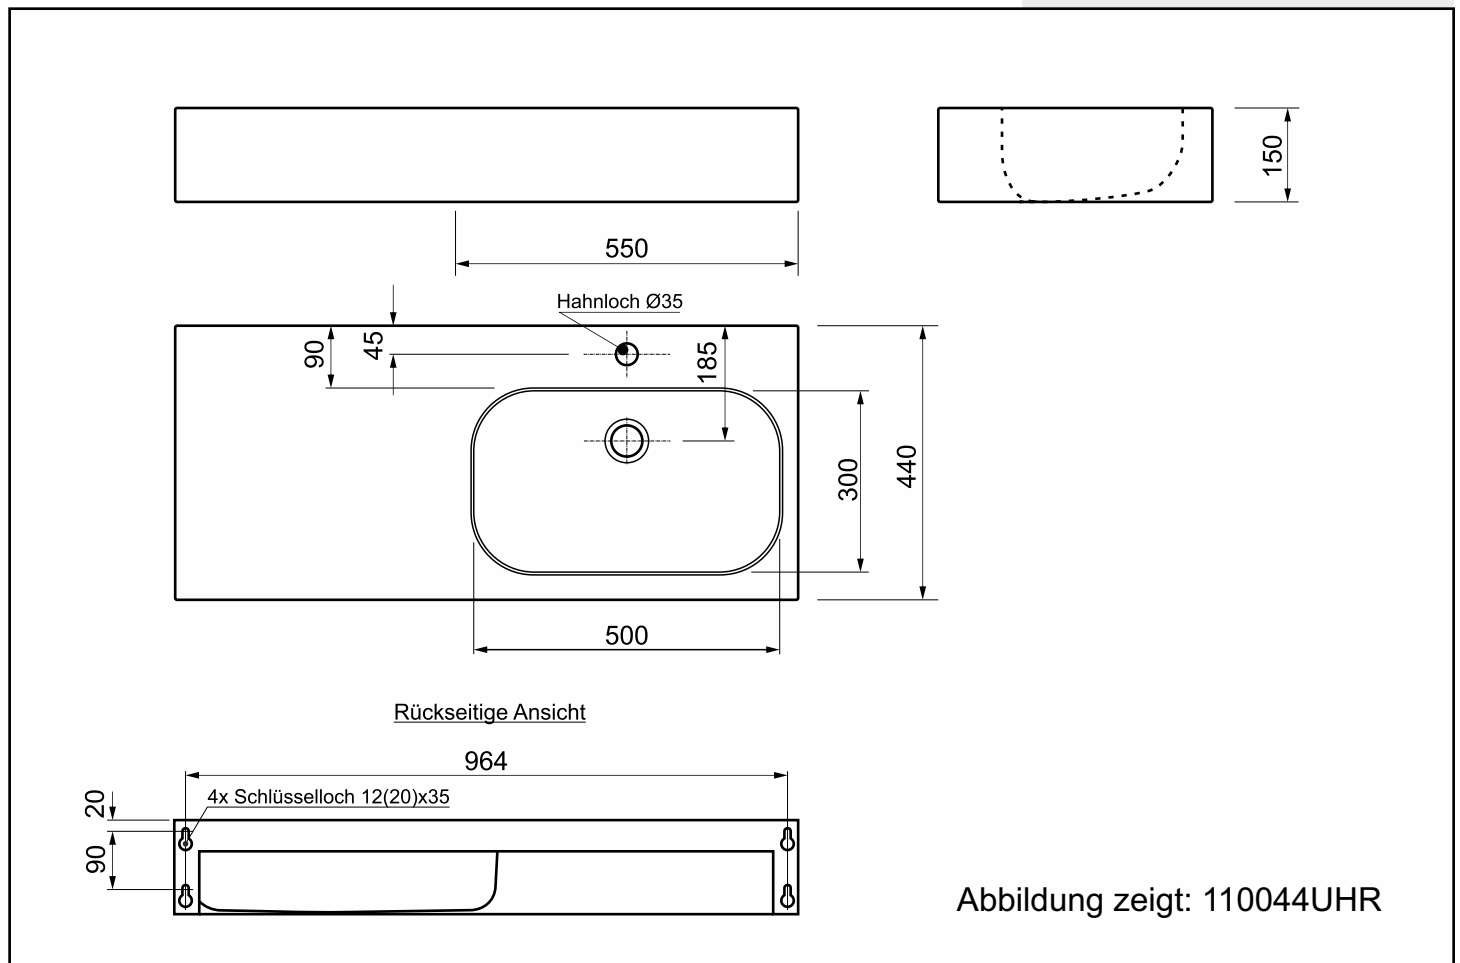 150
550
Hahnloch Ø35
90
45
185
300
440
500
Rückseitige Ansicht
964
4x Schlüsselloch 12(20)x35
20
90
Abbildung zeigt: 110044UHR